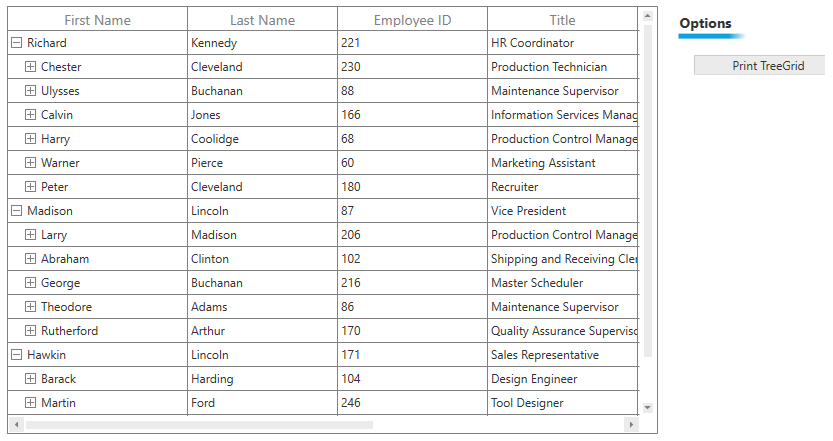 First Name Last Name Employee ID Title
Richard Kennedy 221 HR Coordinator
Chester Cleveland 230 Production Technician
Ulysses Buchanan 88 Maintenance Supervisor
Calvin Jones 166 Information Services Manag
Harry Coolidge 68 Production Control Manage
Warner Pierce 60 Marketing Assistant
Peter Cleveland 180 Recruiter
Madison Lincoln 87 Vice President
Larry Madison 206 Production Control Manage
Abraham Clinton 102 Shipping and Receiving Cler
George Buchanan 216 Master Scheduler
Theodore Adams 86 Maintenance Supervisor
Rutherford Arthur 170 Quality Assurance Superviso
Hawkin Lincoln 171 Sales Representative
Barack Harding 104 Design Engineer
Martin Ford 246 Tool Designer
Options
Print TreeGrid